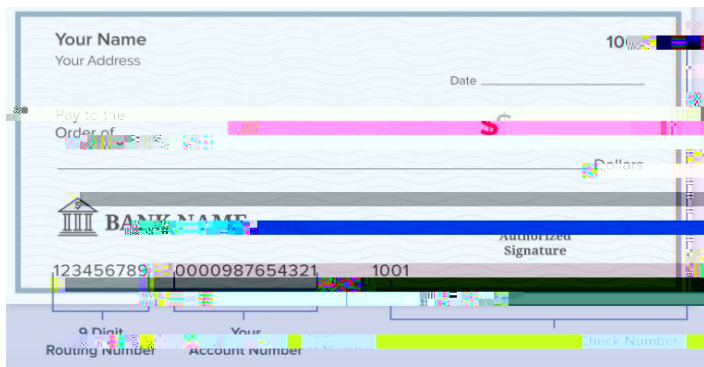 Your Name
Your Address
Date
Pay to the
Order of
$
Dollars
BANK NAME
Authorized
Signature
123456789 0000987654321 1001
9 Digit Your
Routing Number Account Number
Check Number